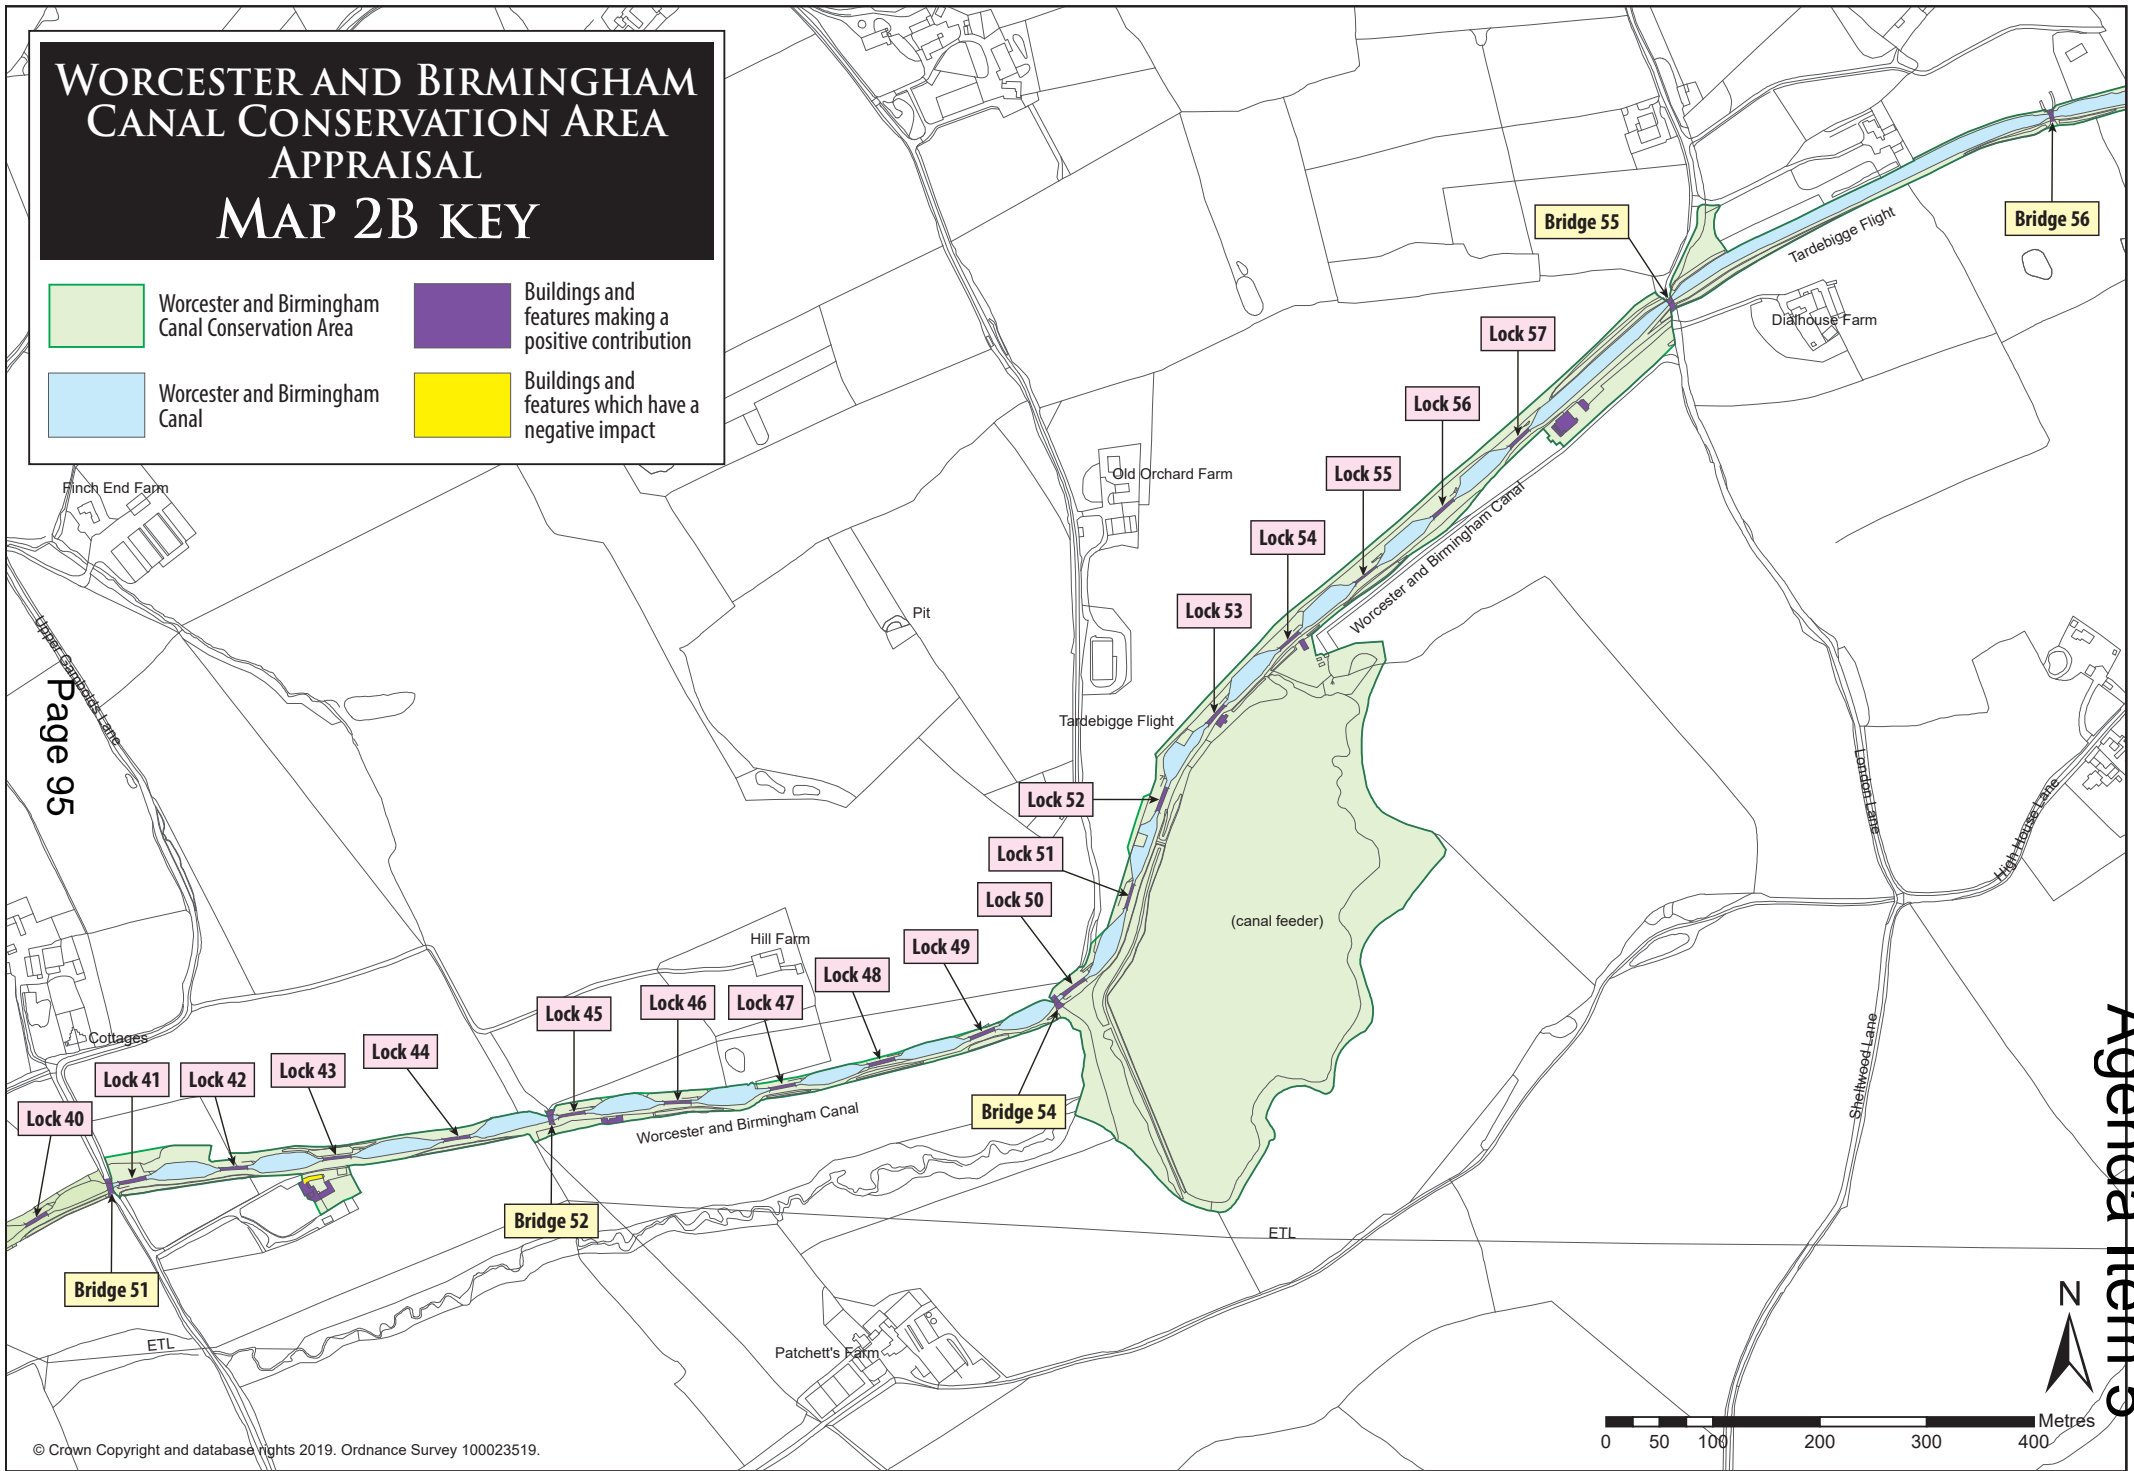 WORCESTER AND BIRMINGHAM
CANAL CONSERVATION AREA
APPRAISAL
MAP 2B KEY
Worcester and Birmingham
Canal Conservation Area
Buildings and
features making a
positive contribution
Worcester and Birmingham
Canal
Buildings and
features which have a
negative impact
Bridge 56
Bridge 55
Tardebigge Flight
Dialhouse Farm
Lock 57
Lock 56
Lock 55
Lock 54
Lock 53
Worcester and Birmingham Canal
Old Orchard Farm
Finch End Farm
Pit
Upper Gambolds Lane
Page 95
Tardebigge Flight
Lock 52
Lock 51
Lock 50
Lock 49
Lock 48
Lock 47
Lock 46
Lock 45
Lock 44
Lock 43
Lock 42
Lock 41
Lock 40
(canal feeder)
London Lane
High House Lane
Hill Farm
Cottages
Worcester and Birmingham Canal
Bridge 54
Bridge 52
Bridge 51
Sheltwood Lane
ETL
ETL
Patchett's Farm
Agenda Item 5
N
Metres
0 50 100 200 300 400
© Crown Copyright and database rights 2019. Ordnance Survey 100023519.